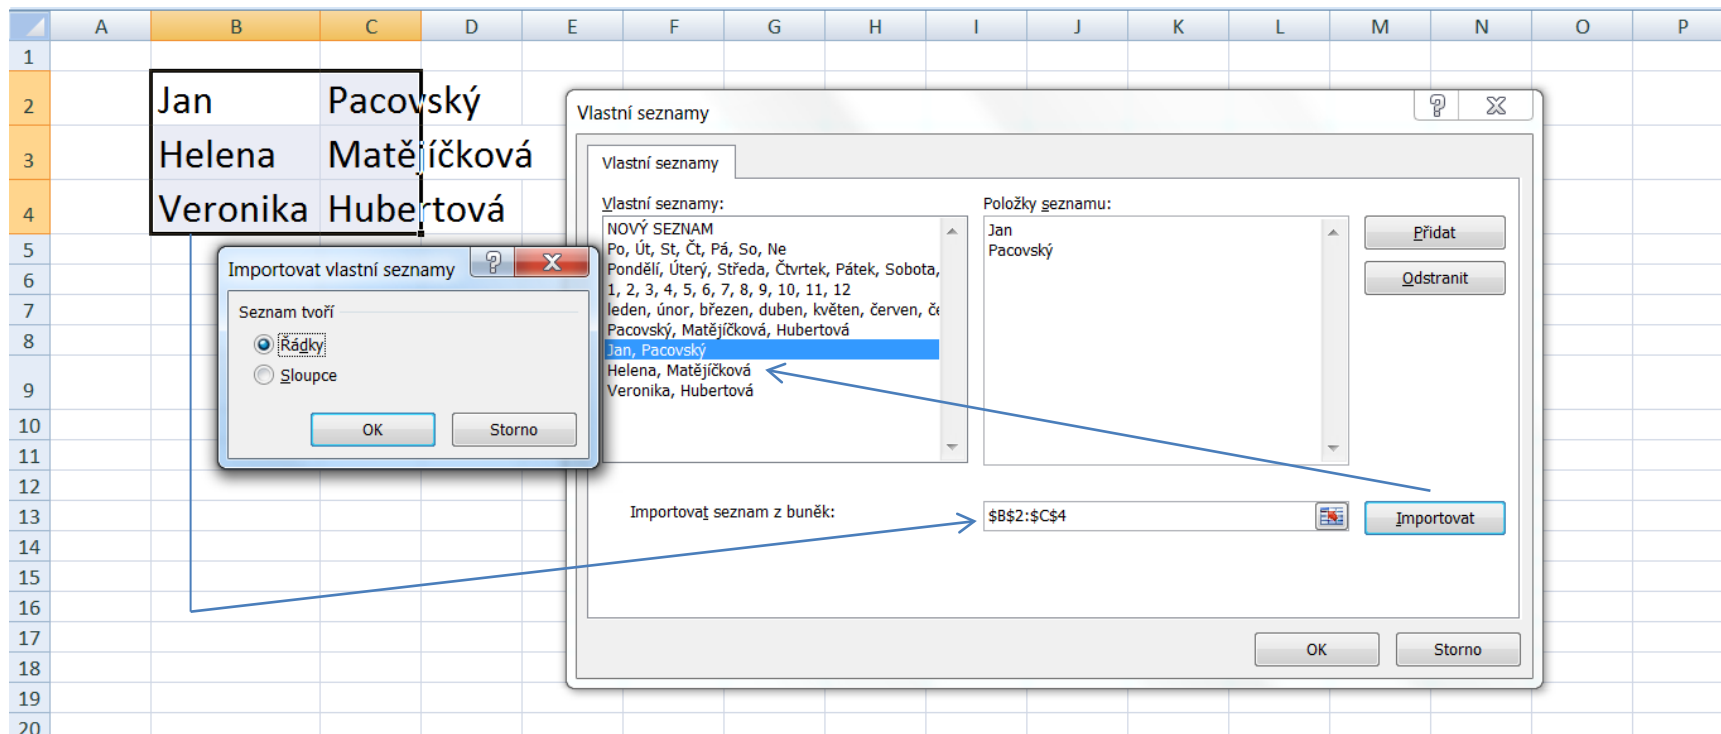 A B C D E F G H I J K L M N O P
1
2 Jan Pacovský
3 Helena Matějíčková
4 Veronika Hubertová
5
6
7
8
9
10
11
12
13
14
15
16
17
18
19
20
Importovat vlastní seznamy
Seznam tvoří
Řádky
Sloupce
OK Storno
Vlastní seznamy
Vlastní seznamy
Vlastní seznamy:
NOVÝ SEZNAM
Po, Út, St, Čt, Pá, So, Ne
Pondělí, Úterý, Středa, Čtvrtek, Pátek, Sobota,
1, 2, 3, 4, 5, 6, 7, 8, 9, 10, 11, 12
leden, únor, březen, duben, květen, červen, če
Pacovský, Matějíčková, Hubertová
Jan, Pacovský
Helena, Matějíčková
Veronika, Hubertová
Položky seznamu:
Jan
Pacovský
Přidat
Odstranit
Importovat seznam z buněk:
$B$2:$C$4
Importovat
OK Storno